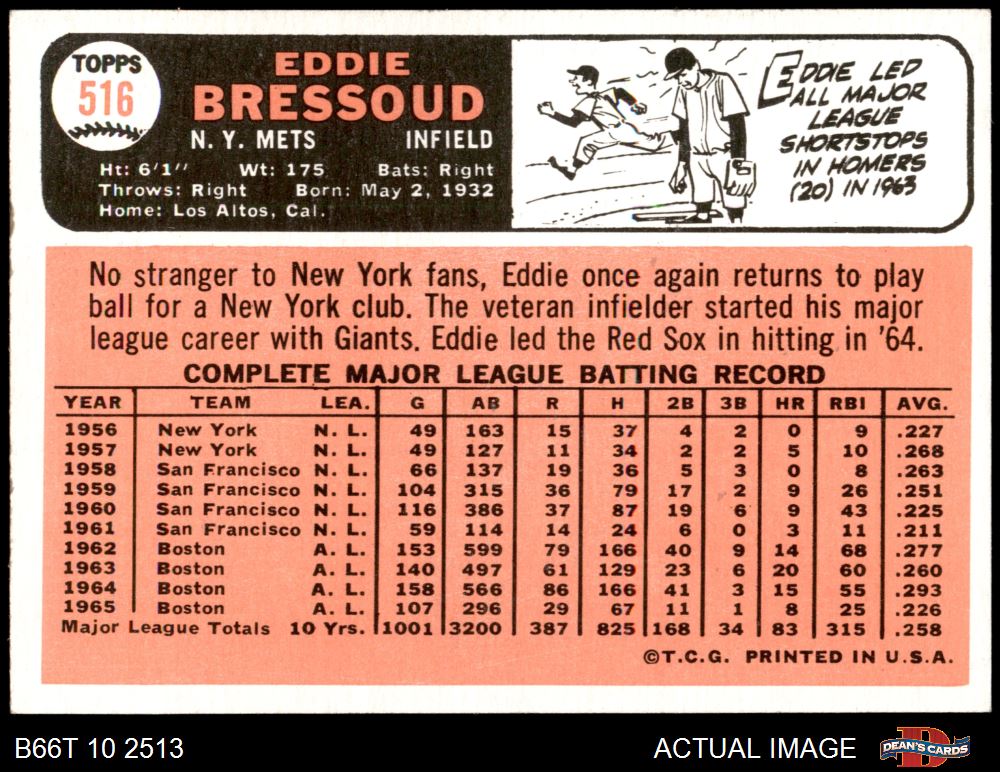 TOPPS
516
EDDIE
BRESSOUD
N. Y. METS INFIELD
Ht: 6'1" Wt: 175 Bats: Right
Throws: Right Born: May 2, 1932
Home: Los Altos, Cal.
EDDIE LED
ALL MAJOR
LEAGUE
SHORTSTOPS
IN HOMERS
(20) IN 1963
No stranger to New York fans, Eddie once again returns to play
ball for a New York club. The veteran infielder started his major
league career with Giants. Eddie led the Red Sox in hitting in '64.
COMPLETE MAJOR LEAGUE BATTING RECORD
YEAR TEAM LEA. G AB R H 2B 3B HR RBI AVG.
1956 New York N. L. 49 163 15 37 4 2 0 9 .227
1957 New York N. L. 49 127 11 34 2 2 5 10 .268
1958 San Francisco N. L. 66 137 19 36 5 3 0 8 .263
1959 San Francisco N. L. 104 315 36 79 17 2 9 26 .251
1960 San Francisco N. L. 116 386 37 87 19 6 9 43 .225
1961 San Francisco N. L. 59 114 14 24 6 0 3 11 .211
1962 Boston A. L. 153 599 79 166 40 9 14 68 .277
1963 Boston A. L. 140 497 61 129 23 6 20 60 .260
1964 Boston A. L. 158 566 86 166 41 3 15 55 .293
1965 Boston A. L. 107 296 29 67 11 1 8 25 .226
Major League Totals 10 Yrs. 1001 3200 387 825 168 34 83 315 .258
©T.C.G. PRINTED IN U.S.A.
B66T 10 2513 ACTUAL IMAGE DEAN'S CARDS